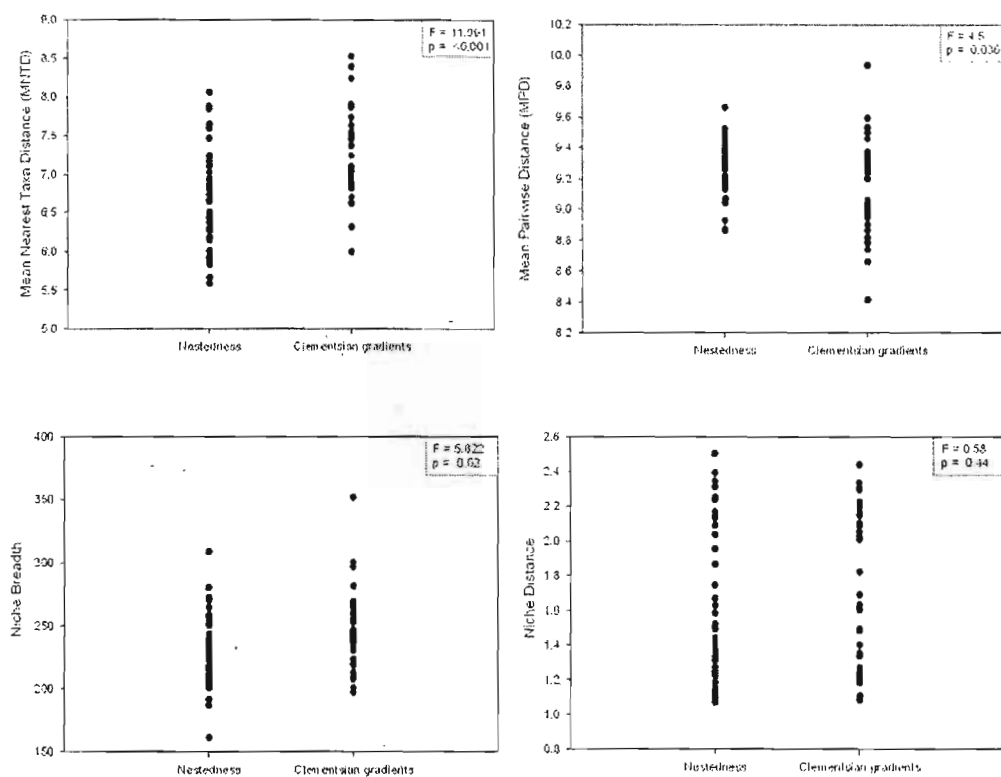 F = 11.961
p = <0.001
Mean Nearest Taxa Distance (MNTD)
9.0
8.5
8.0
7.5
7.0
6.5
6.0
5.5
5.0
Nestedness Clementsian gradients
F = 4.5
p = 0.036
Mean Pairwise Distance (MPD)
10.2
10.0
9.8
9.6
9.4
9.2
9.0
8.8
8.6
8.4
8.2
Nestedness Clementsian gradients
F = 5.822
p = 0.02
Niche Breadth
400
350
300
250
200
150
Nestedness Clementsian gradients
F = 0.58
p = 0.44
Niche Distance
2.6
2.4
2.2
2.0
1.8
1.6
1.4
1.2
1.0
0.8
Nestedness Clementsian gradients